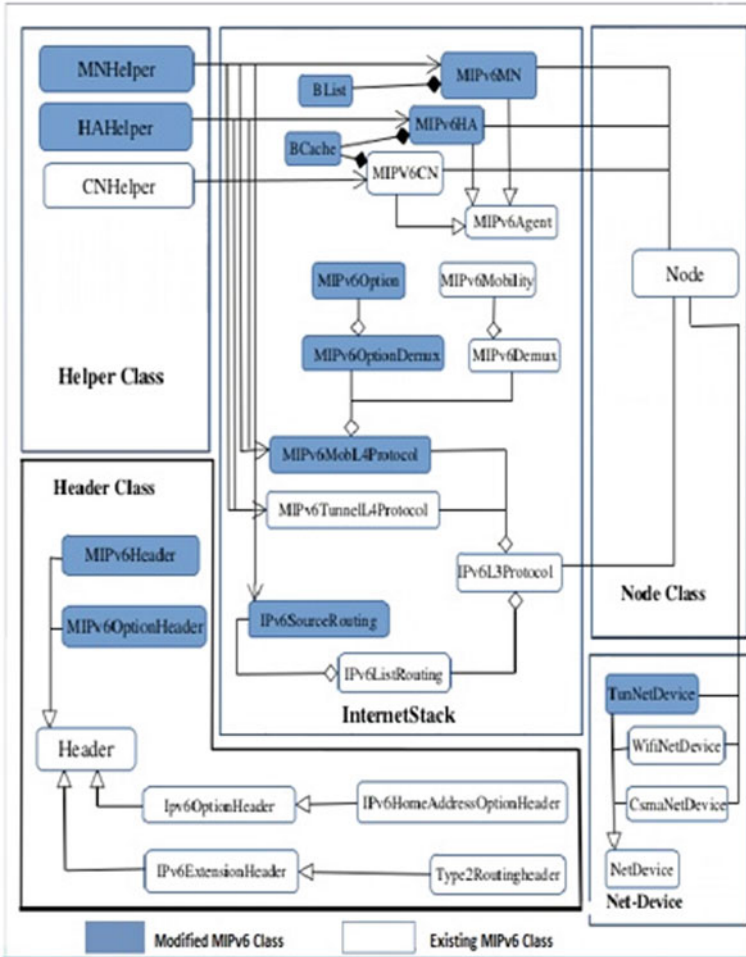 MNHelper
HAHelper
CNHelper
Helper Class
BList
MIPv6MN
MIPv6HA
BCache
MIPV6CN
MIPv6Agent
MIPv6Option
MIPv6Mobility
MIPv6OptionDemux
MIPv6Demux
MIPv6MobL4Protocol
MIPv6TunnelL4Protocol
IPv6L3Protocol
IPv6SourceRouting
IPv6ListRouting
InternetStack
Node
Node Class
Header Class
MIPv6Header
MIPv6OptionHeader
Header
Ipv6OptionHeader
IPv6HomeAddressOptionHeader
IPv6ExtensionHeader
Type2Routingheader
TunNetDevice
WifiNetDevice
CsmaNetDevice
NetDevice
Net-Device
Modified MIPv6 Class
Existing MIPv6 Class